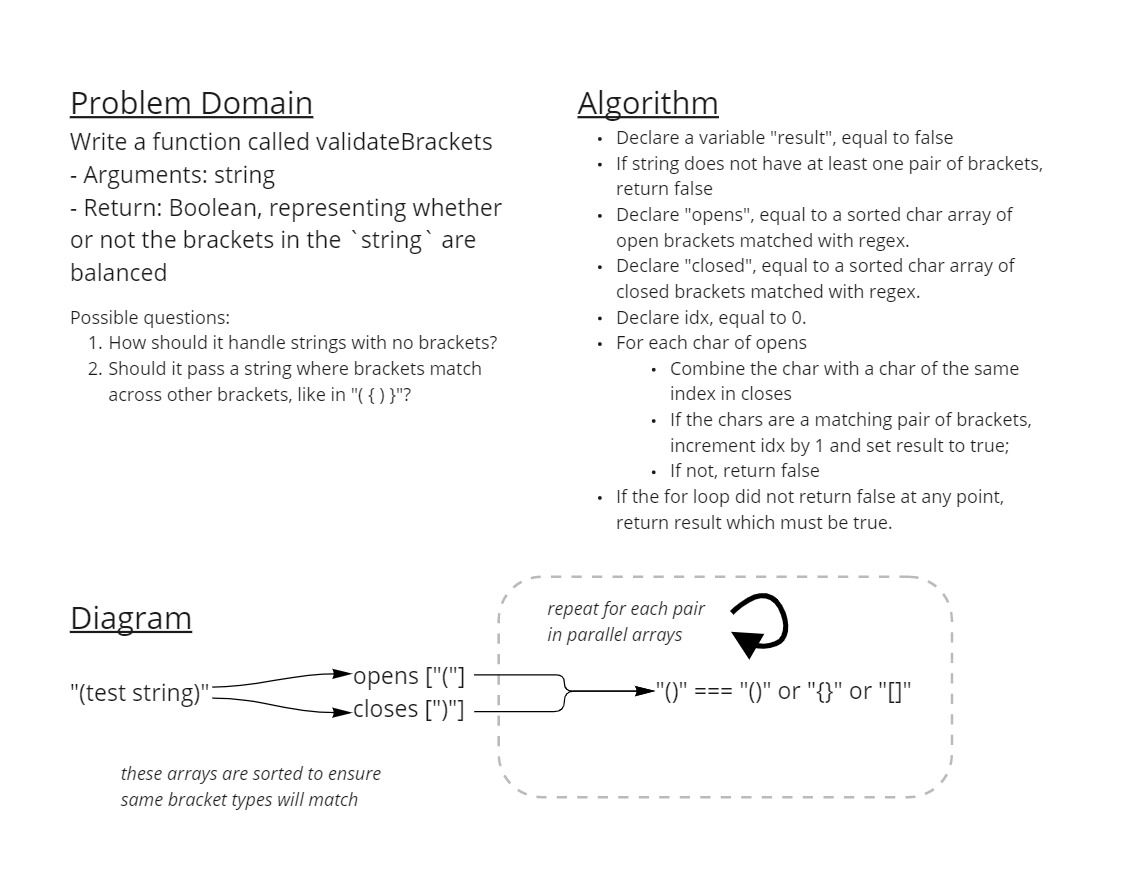 Problem Domain
Write a function called validateBrackets
- Arguments: string
- Return: Boolean, representing whether
or not the brackets in the `string` are
balanced
Possible questions:
1. How should it handle strings with no brackets?
2. Should it pass a string where brackets match
across other brackets, like in "( { ) }"?
Algorithm
• Declare a variable "result", equal to false
• If string does not have at least one pair of brackets,
return false
• Declare "opens", equal to a sorted char array of
open brackets matched with regex.
• Declare "closed", equal to a sorted char array of
closed brackets matched with regex.
• Declare idx, equal to 0.
• For each char of opens
• Combine the char with a char of the same
index in closes
• If the chars are a matching pair of brackets,
increment idx by 1 and set result to true;
• If not, return false
• If the for loop did not return false at any point,
return result which must be true.
Diagram
"(test string)"
opens ["("]
closes [")"]
repeat for each pair
in parallel arrays
"()" === "()" or "{}" or "[]"
these arrays are sorted to ensure
same bracket types will match